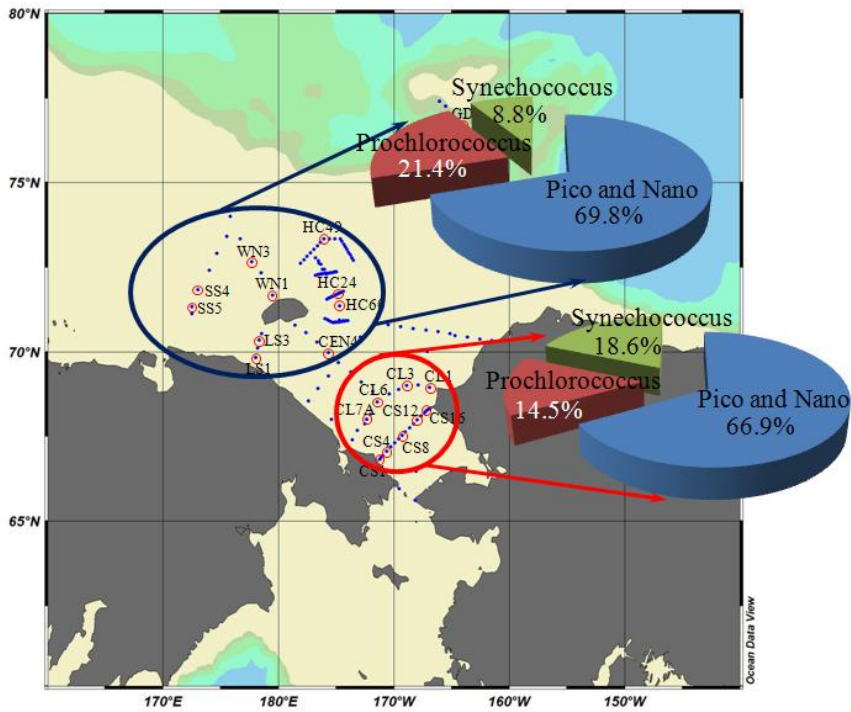 80°N
Synechococcus
8.8%
GD
Prochlorococcus
21.4%
75°N
Pico and Nano
69.8%
HC49
WN3
WN1
SS4
SS5
HC24
HC66
LS3
LS1
CEN4
70°N
Synechococcus
18.6%
Prochlorococcus
14.5%
Pico and Nano
66.9%
CL3
CL1
CL6
CL7A
CS12
CS16
CS4
CS8
CS1
65°N
Ocean Data View
170°E
180°E
170°W
160°W
150°W